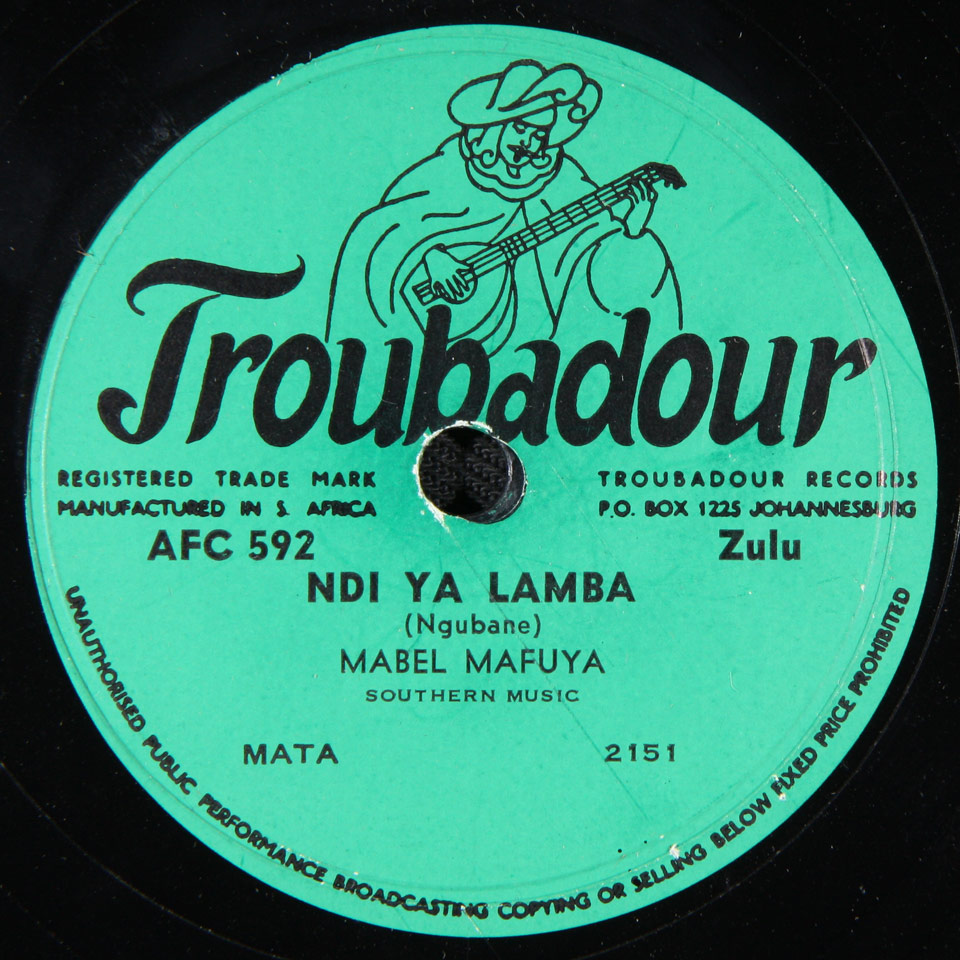 Troubadour
REGISTERED TRADE MARK
MANUFACTURED IN S. AFRICA
TROUBADOUR RECORDS
P.O. BOX 1225 JOHANNESBURG
AFC 592
Zulu
NDI YA LAMBA
(Ngubane)
MABEL MAFUYA
SOUTHERN MUSIC
MATA
2151
UNAUTHORISED PUBLIC PERFORMANCE BROADCASTING COPYING OR SELLING BELOW FIXED PRICE PROHIBITED